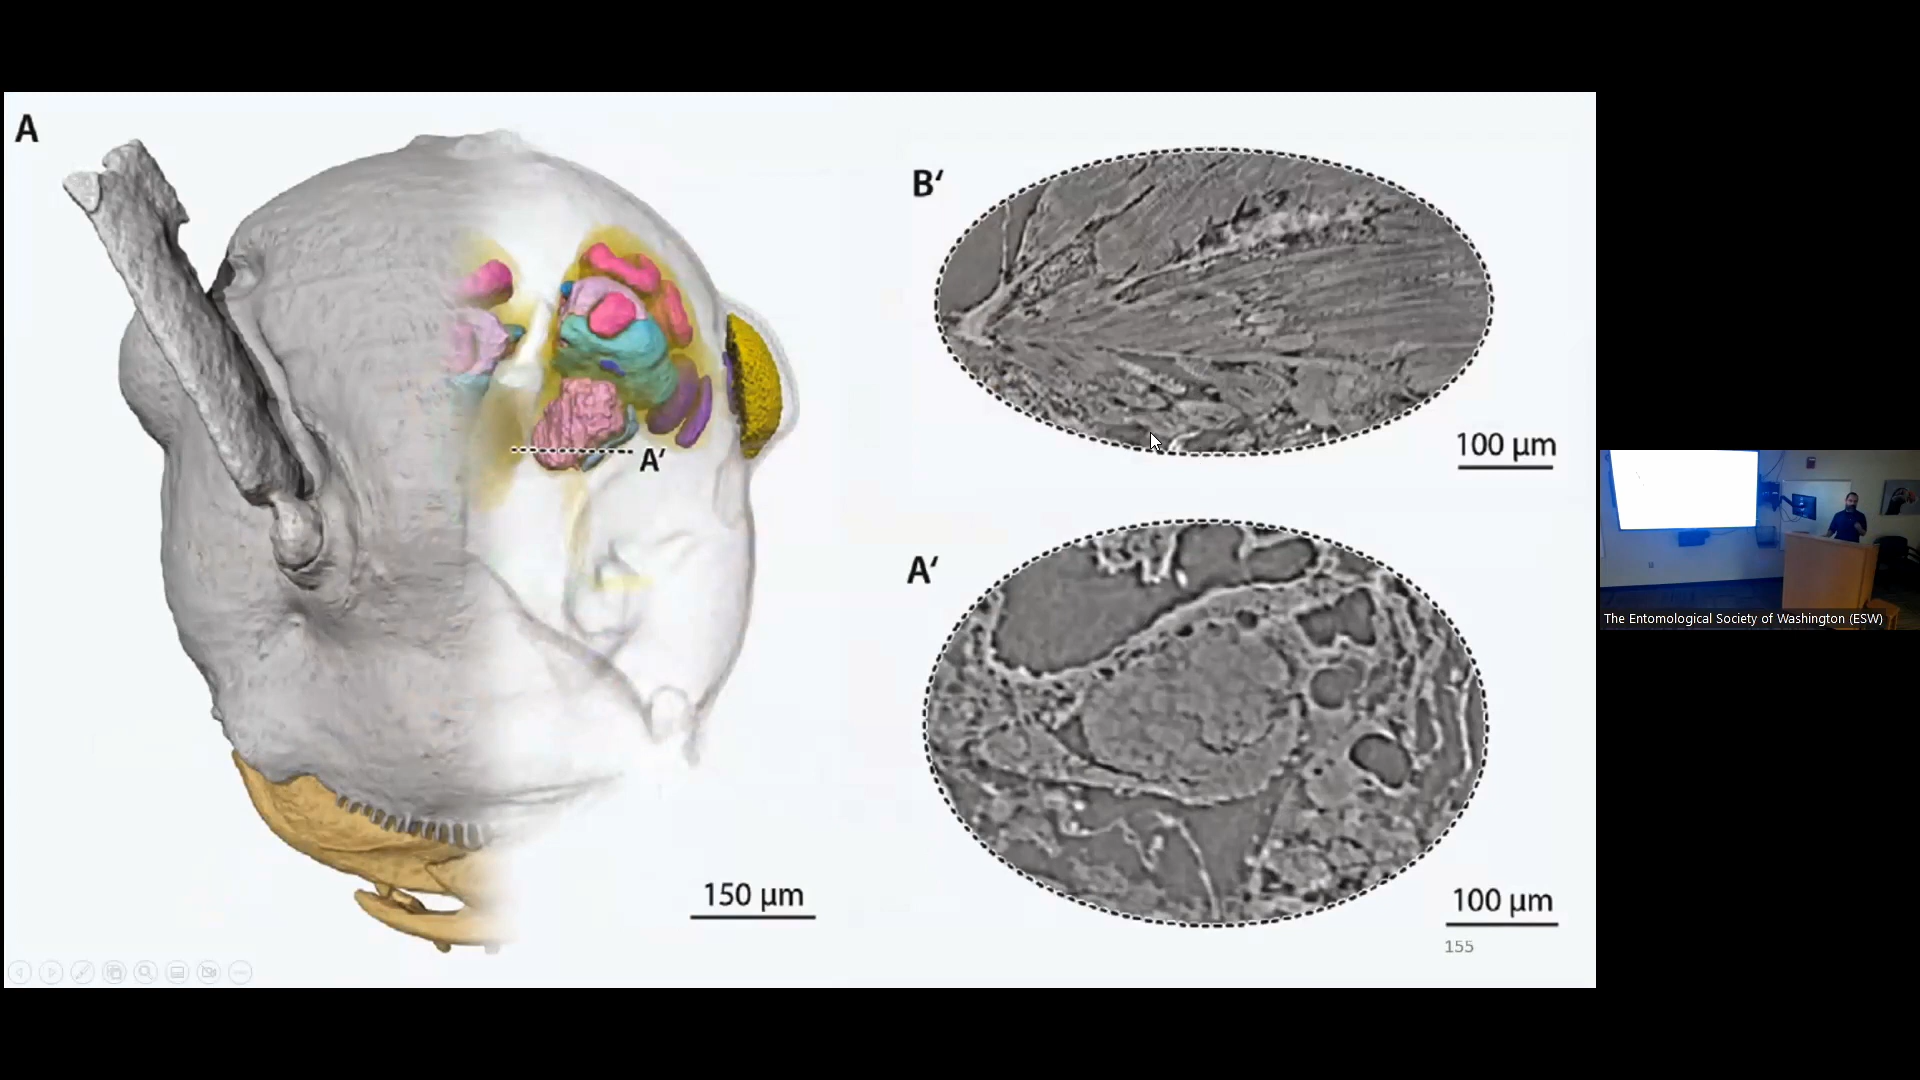 A
B‘
100 µm
A‘
A‘
150 µm
100 µm
155
The Entomological Society of Washington (ESW)